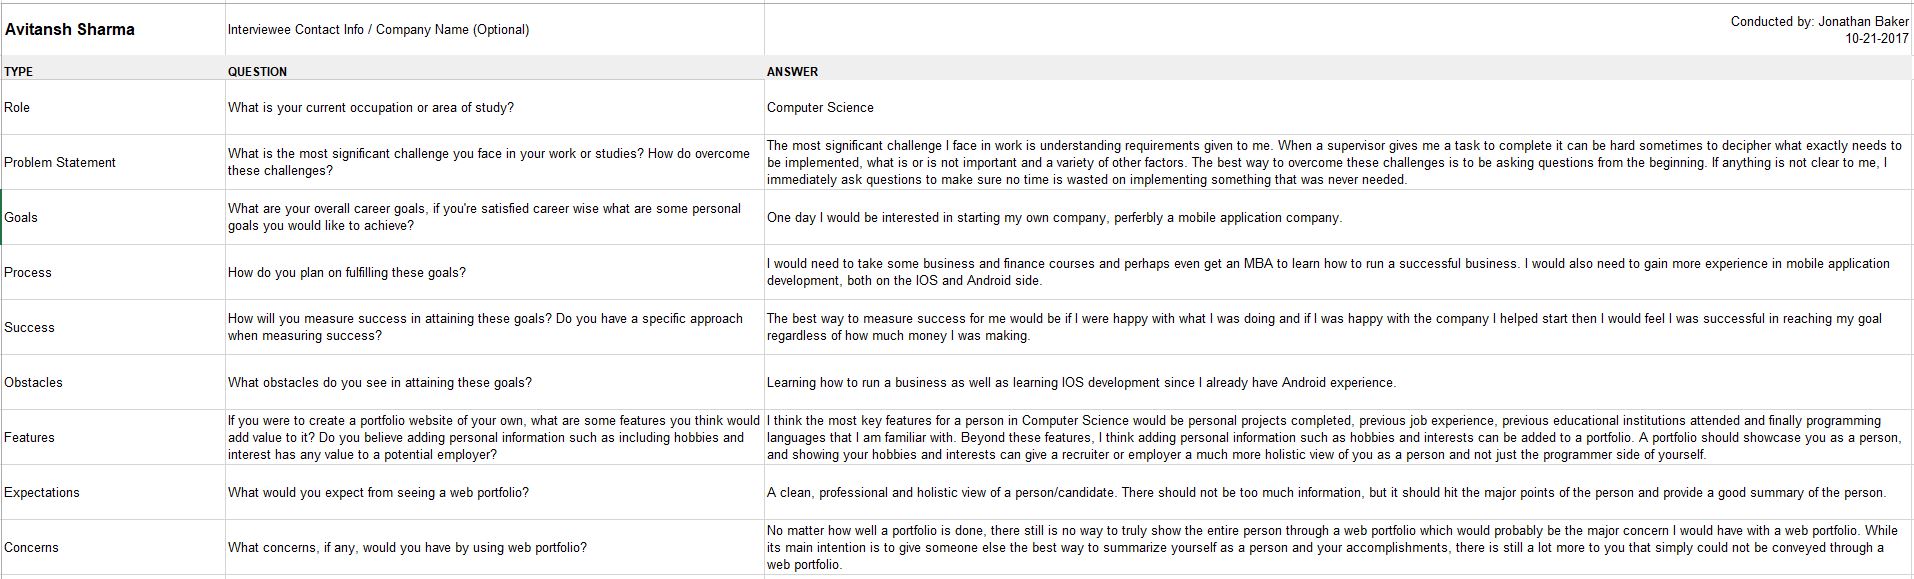 Avitansh Sharma
Interviewee Contact Info / Company Name (Optional)
Conducted by: Jonathan Baker
10-21-2017
TYPE
QUESTION
ANSWER
Role
What is your current occupation or area of study?
Computer Science
Problem Statement
What is the most significant challenge you face in your work or studies? How do overcome
these challenges?
The most significant challenge I face in work is understanding requirements given to me. When a supervisor gives me a task to complete it can be hard sometimes to decipher what exactly needs to
be implemented, what is or is not important and a variety of other factors. The best way to overcome these challenges is to be asking questions from the beginning. If anything is not clear to me, I
immediately ask questions to make sure no time is wasted on implementing something that was never needed.
Goals
What are your overall career goals, if you're satisfied career wise what are some personal
goals you would like to achieve?
One day I would be interested in starting my own company, perferbly a mobile application company.
Process
How do you plan on fulfilling these goals?
I would need to take some business and finance courses and perhaps even get an MBA to learn how to run a successful business. I would also need to gain more experience in mobile application
development, both on the IOS and Android side.
Success
How will you measure success in attaining these goals? Do you have a specific approach
when measuring success?
The best way to measure success for me would be if I were happy with what I was doing and if I was happy with the company I helped start then I would feel I was successful in reaching my goal
regardless of how much money I was making.
Obstacles
What obstacles do you see in attaining these goals?
Learning how to run a business as well as learning IOS development since I already have Android experience.
Features
If you were to create a portfolio website of your own, what are some features you think would
add value to it? Do you believe adding personal information such as including hobbies and
interest has any value to a potential employer?
I think the most key features for a person in Computer Science would be personal projects completed, previous job experience, previous educational institutions attended and finally programming
languages that I am familiar with. Beyond these features, I think adding personal information such as hobbies and interests can be added to a portfolio. A portfolio should showcase you as a person,
and showing your hobbies and interests can give a recruiter or employer a much more holistic view of you as a person and not just the programmer side of yourself.
Expectations
What would you expect from seeing a web portfolio?
A clean, professional and holistic view of a person/candidate. There should not be too much information, but it should hit the major points of the person and provide a good summary of the person.
Concerns
What concerns, if any, would you have by using web portfolio?
No matter how well a portfolio is done, there still is no way to truly show the entire person through a web portfolio which would probably be the major concern I would have with a web portfolio. While
its main intention is to give someone else the best way to summarize yourself as a person and your accomplishments, there is still a lot more to you that simply could not be conveyed through a
web portfolio.